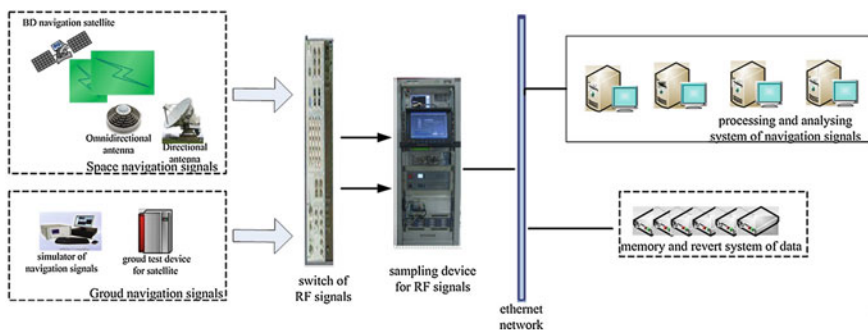 BD navigation satellite
Omnidirectional
antenna
Directional
antenna
Space navigation signals
simulator of
navigation signals
groud test device
for satellite
Groud navigation signals
switch of
RF signals
sampling device
for RF signals
ethernet
network
processing and analysing
system of navigation signals
memory and revert system of data